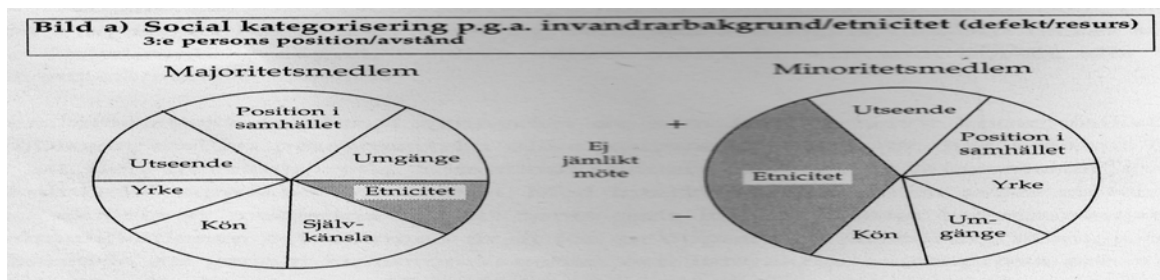 Bild a) Social kategorisering p.g.a. invandrarbakgrund/etnicitet (defekt/resurs)
3:e persons position/avstånd
Majoritetsmedlem
Position i
samhället
Umgänge
Etnicitet
Själv-
känsla
Kön
Yrke
Utseende
+
Ej
jämlikt
möte
−
Minoritetsmedlem
Utseende
Position i
samhället
Yrke
Um-
gänge
Kön
Etnicitet